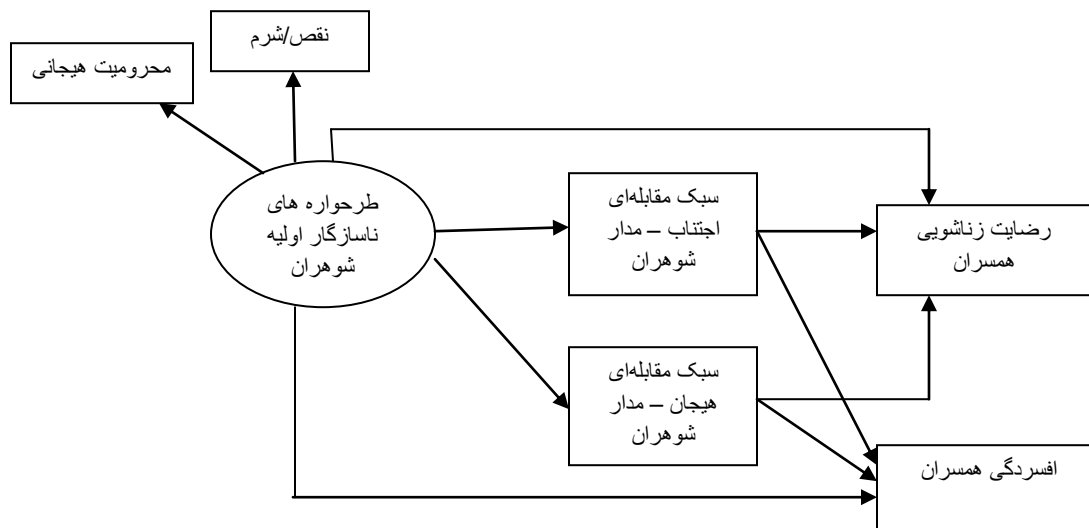 نقص/شرم
محرومیت هیجانی
طرحواره های
ناسازگار اولیه
شوهران
سبک مقابله‌ای
اجتناب – مدار
شوهران
رضایت زناشویی
همسران
سبک مقابله‌ای
هیجان – مدار
شوهران
افسردگی همسران